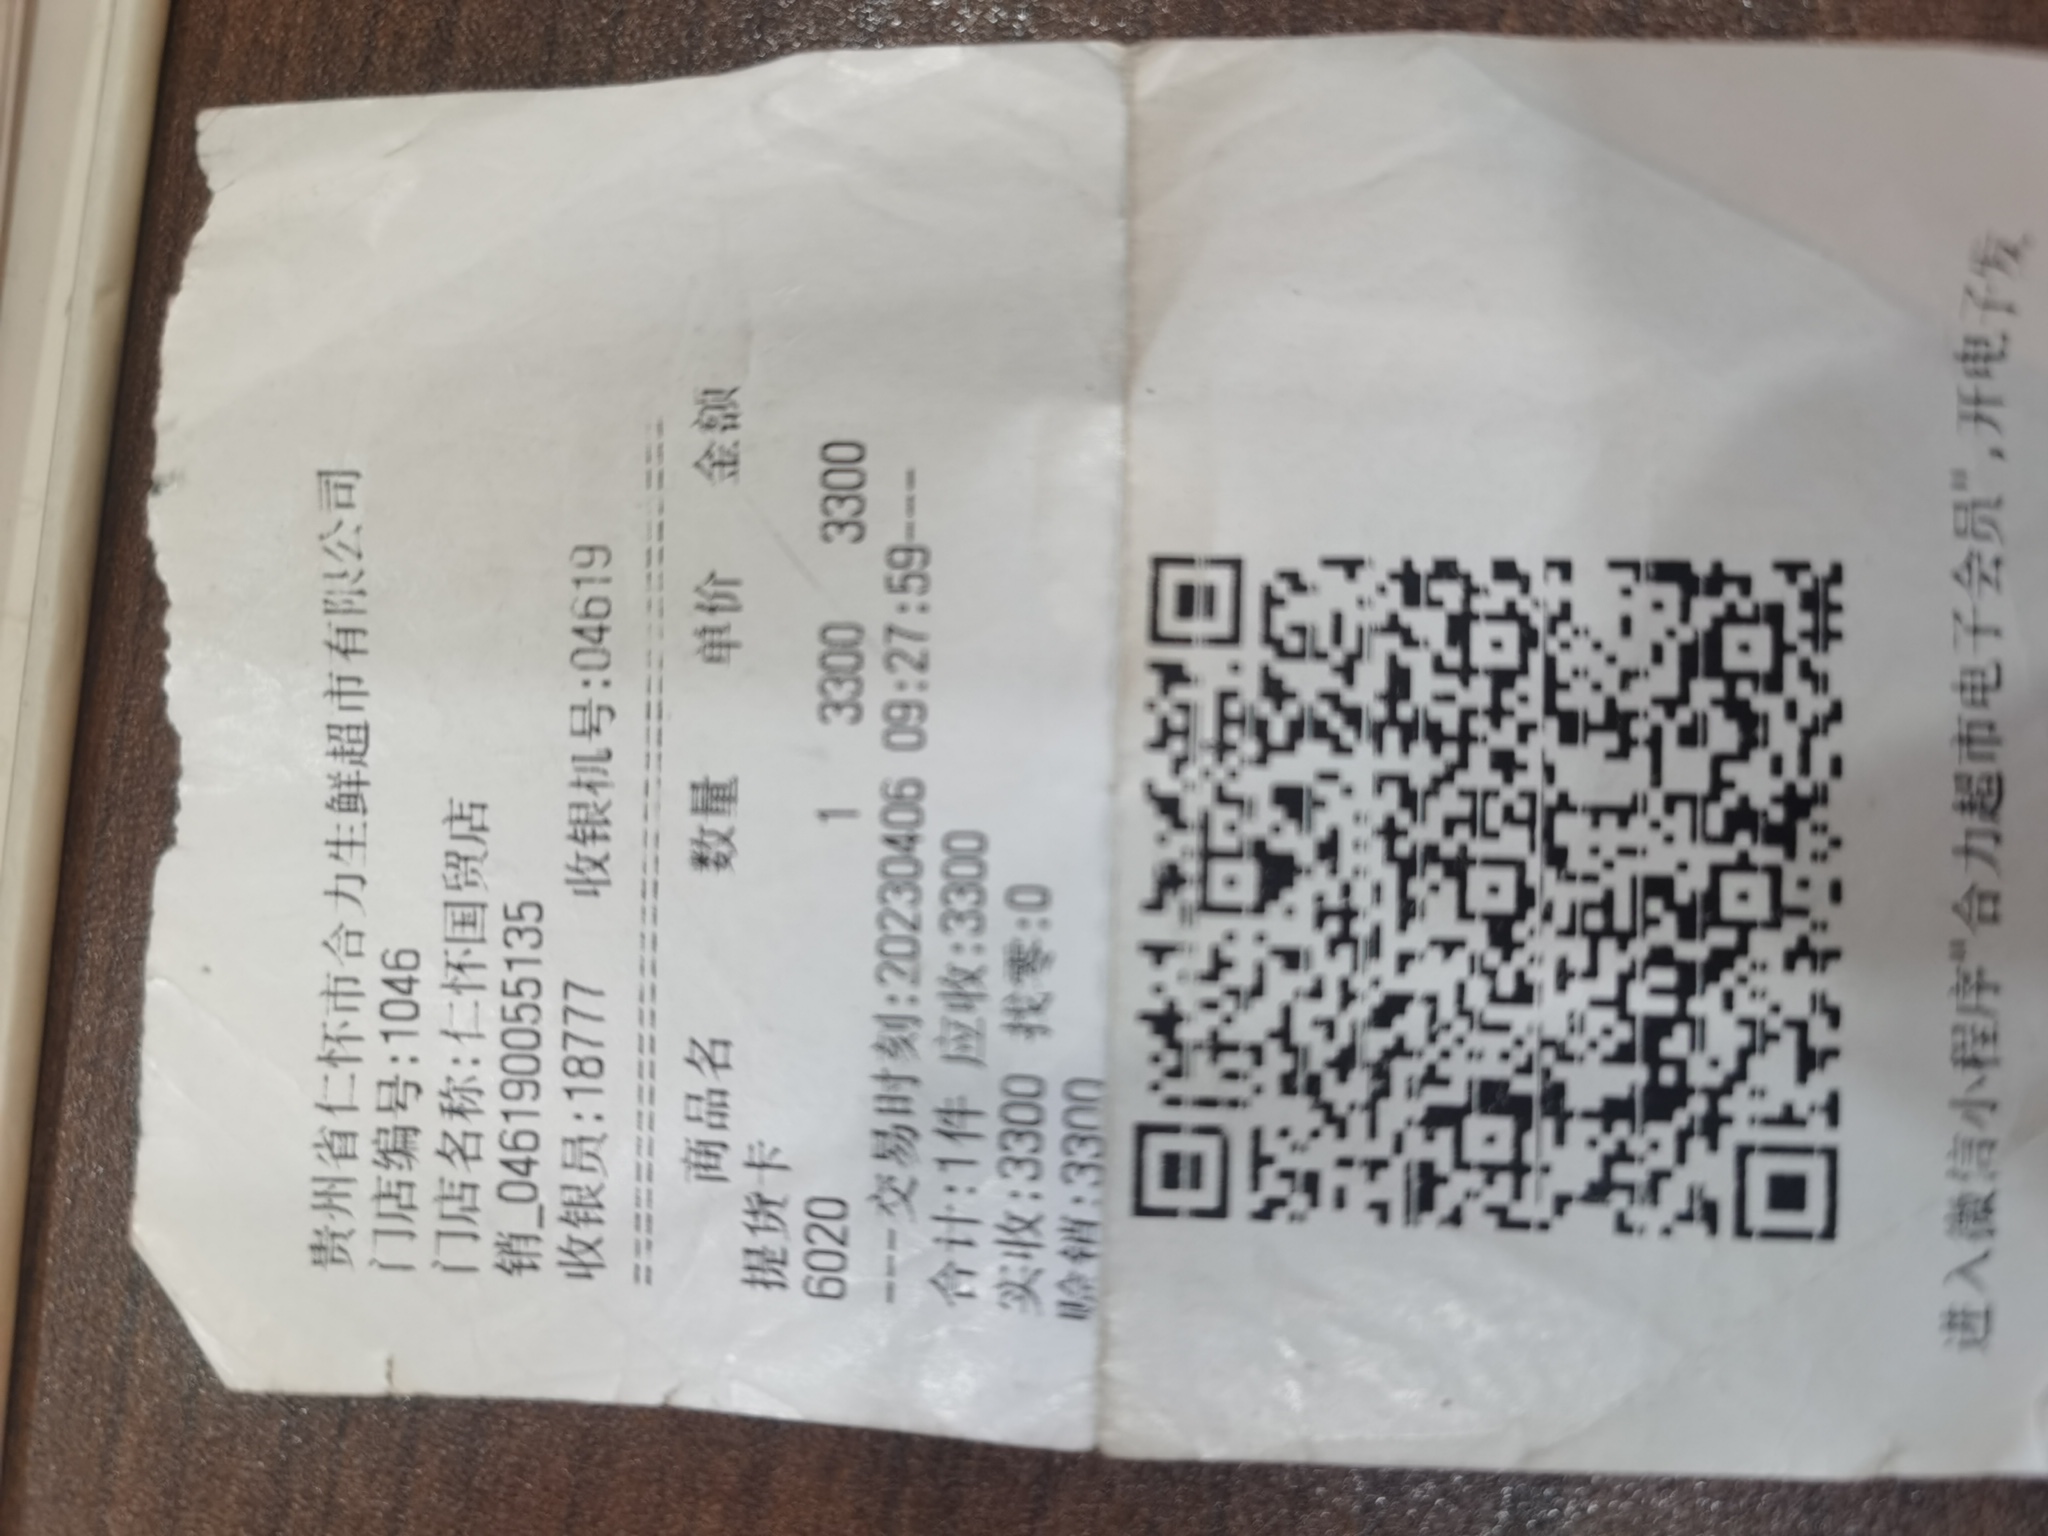 贵州省仁怀市合力生鲜超市有限公司
门店编号:1046
门店名称:仁怀国贸店
销_0461900555135
收银员:18777 收银机号:04619
商品名 数量 单价 金额
提货卡
6020 1 3300 3300
----交易时刻:20230406 09:27:59---
合计:1件 应收:3300
实收:3300 找零:0
赊销:3300
进入微信小程序"合力超市电子会员",开电子发